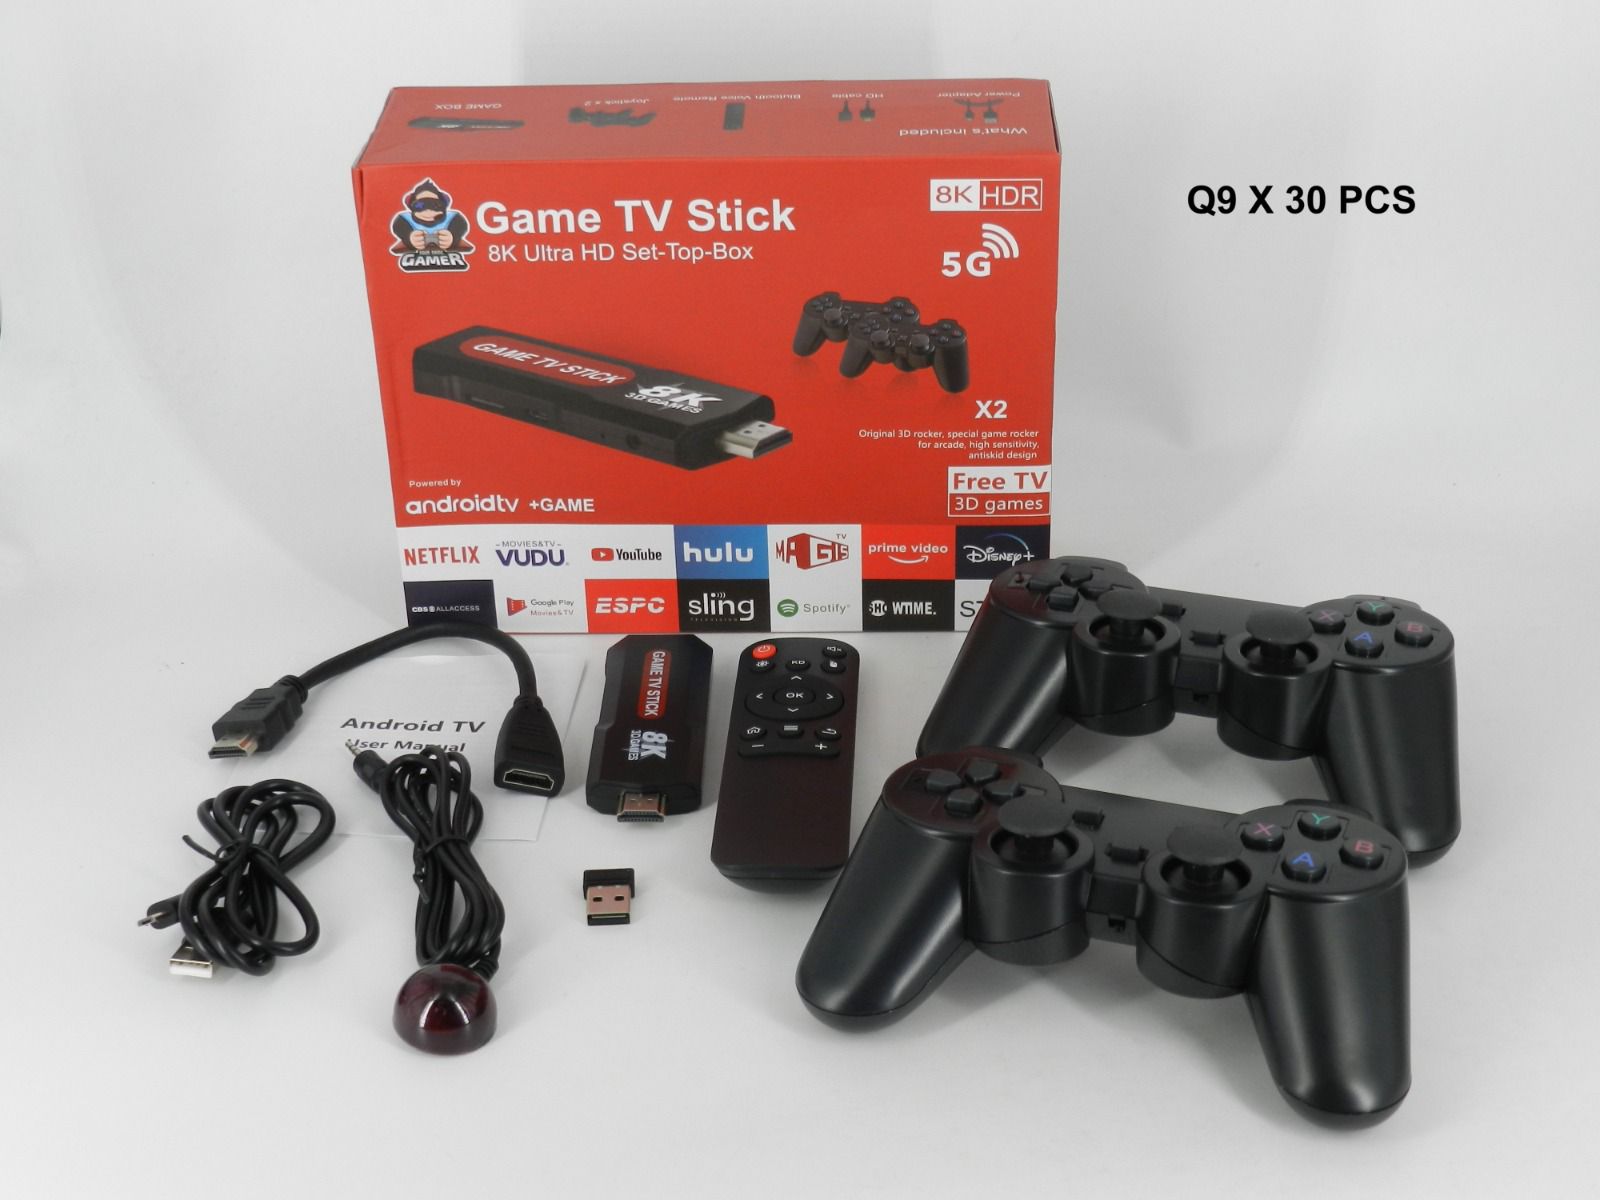 GAME BOX
Joystick x 2
Blutooth Voice Remote
HD cable
Power Adapter
What's Included
Game TV Stick
8K Ultra HD Set-Top-Box
GAMER
8K HDR
5G
Q9 X 30 PCS
GAME TV STICK
8K
3D GAMES
X2
Original 3D rocker, special game rocker
for arcade, high sensitivity,
antiskid design
Free TV
3D games
Powered by
androidtv +GAME
NETFLIX
MOVIES&TV
VUDU
YouTube
hulu
MAGIS
TV
prime video
Disney+
CBS ALL ACCESS
Google Play
Movies&TV
ESPC
sling
TELEVISION
Spotify
SHOWTIME.
Android TV
User Manual
GAME TV STICK
8K
3D GAMES
KD
OK
X
Y
A
B
X
Y
A
B